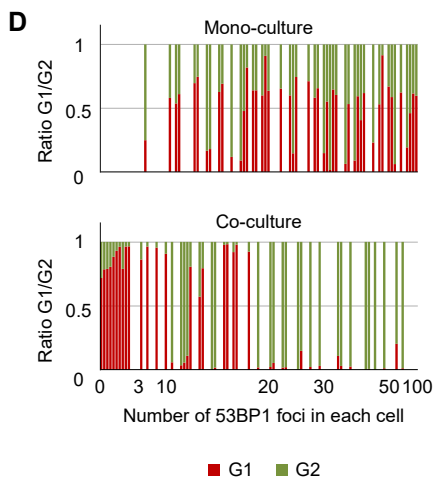 D
Mono-culture
Ratio G1/G2
1
0.5
0
Co-culture
Ratio G1/G2
1
0.5
0
0 3 10 20 30 50 100
Number of 53BP1 foci in each cell
G1 G2